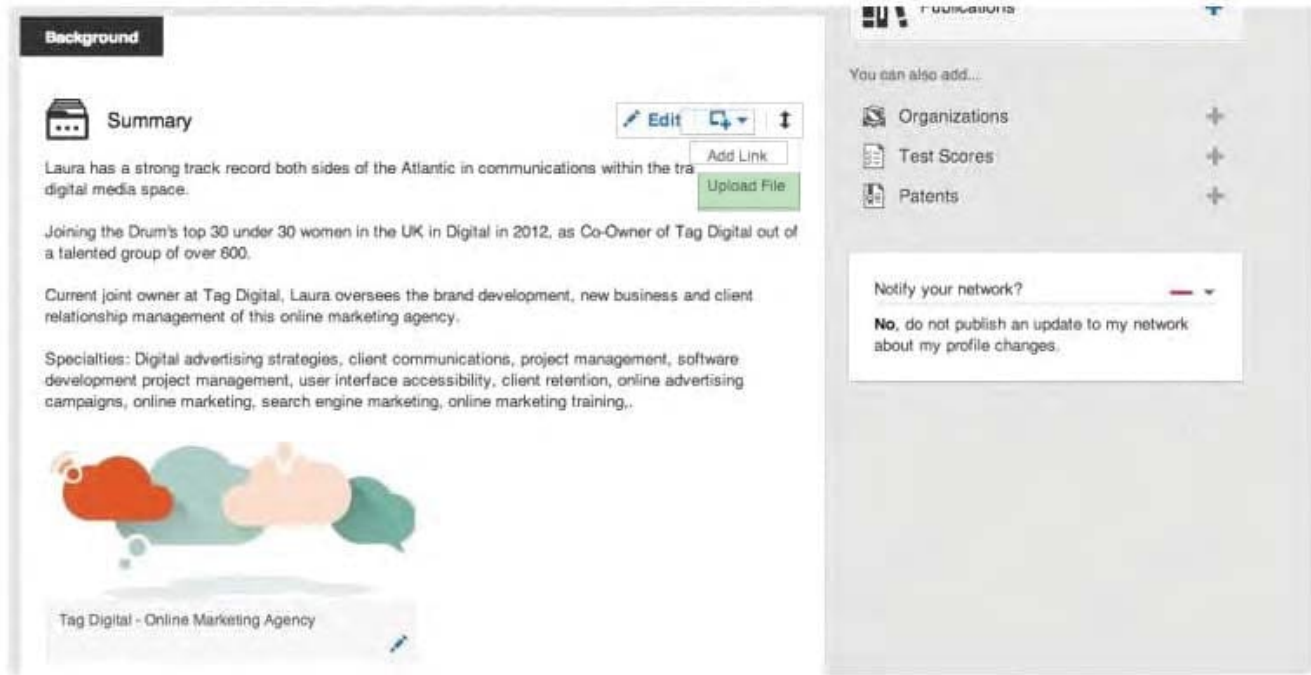 Background
Summary
Edit
Add Link
Upload File
Laura has a strong track record both sides of the Atlantic in communications within the tra
digital media space.
Joining the Drum's top 30 under 30 women in the UK in Digital in 2012, as Co-Owner of Tag Digital out of
a talented group of over 600.
Current joint owner at Tag Digital, Laura oversees the brand development, new business and client
relationship management of this online marketing agency.
Specialties: Digital advertising strategies, client communications, project management, software
development project management, user interface accessibility, client retention, online advertising
campaigns, online marketing, search engine marketing, online marketing training,.
Tag Digital - Online Marketing Agency
Publications
You can also add...
Organizations
Test Scores
Patents
Notify your network?
No, do not publish an update to my network
about my profile changes.